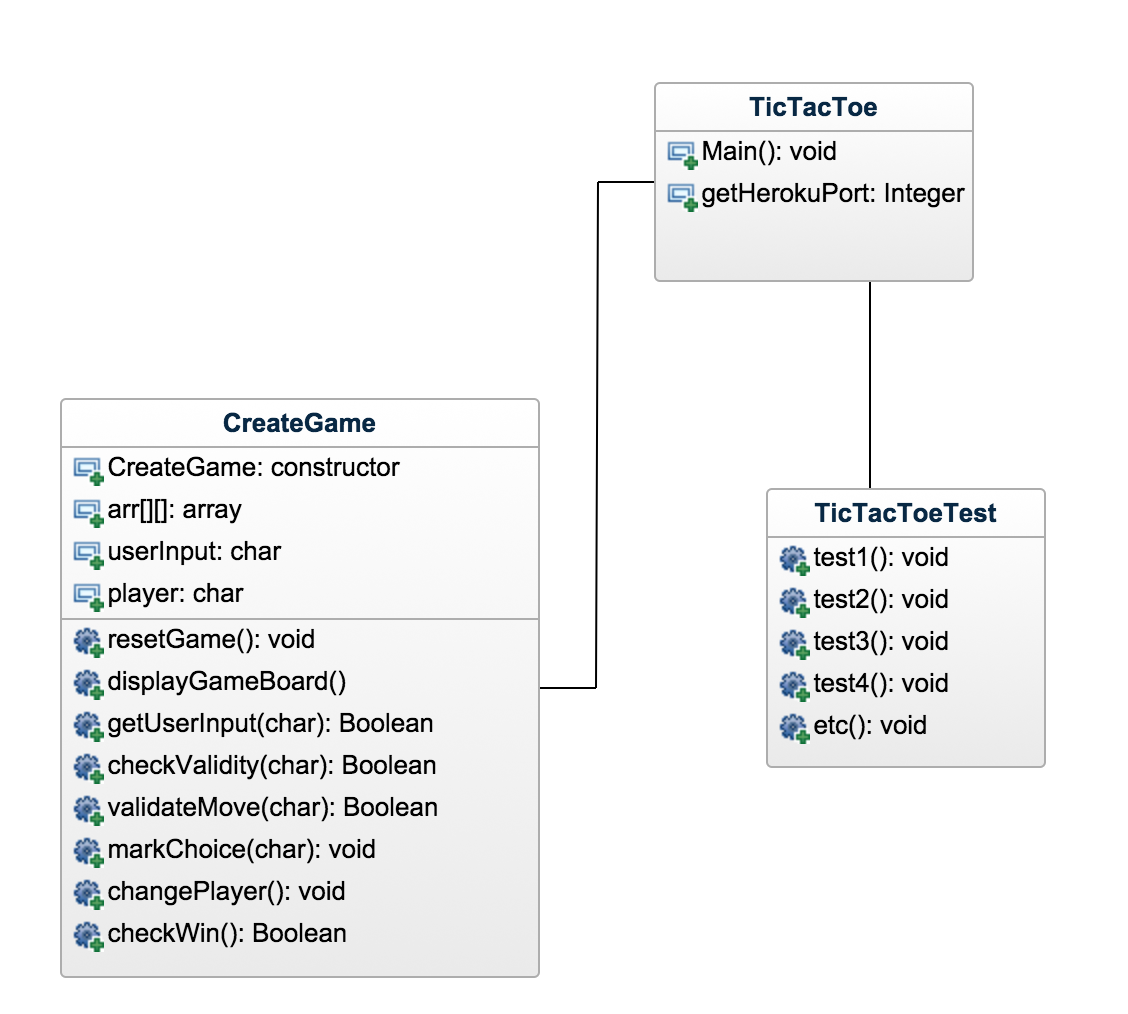 TicTacToe
Main(): void
getHerokuPort: Integer
CreateGame
CreateGame: constructor
arr[][]: array
userInput: char
player: char
resetGame(): void
displayGameBoard()
getUserInput(char): Boolean
checkValidity(char): Boolean
validateMove(char): Boolean
markChoice(char): void
changePlayer(): void
checkWin(): Boolean
TicTacToeTest
test1(): void
test2(): void
test3(): void
test4(): void
etc(): void